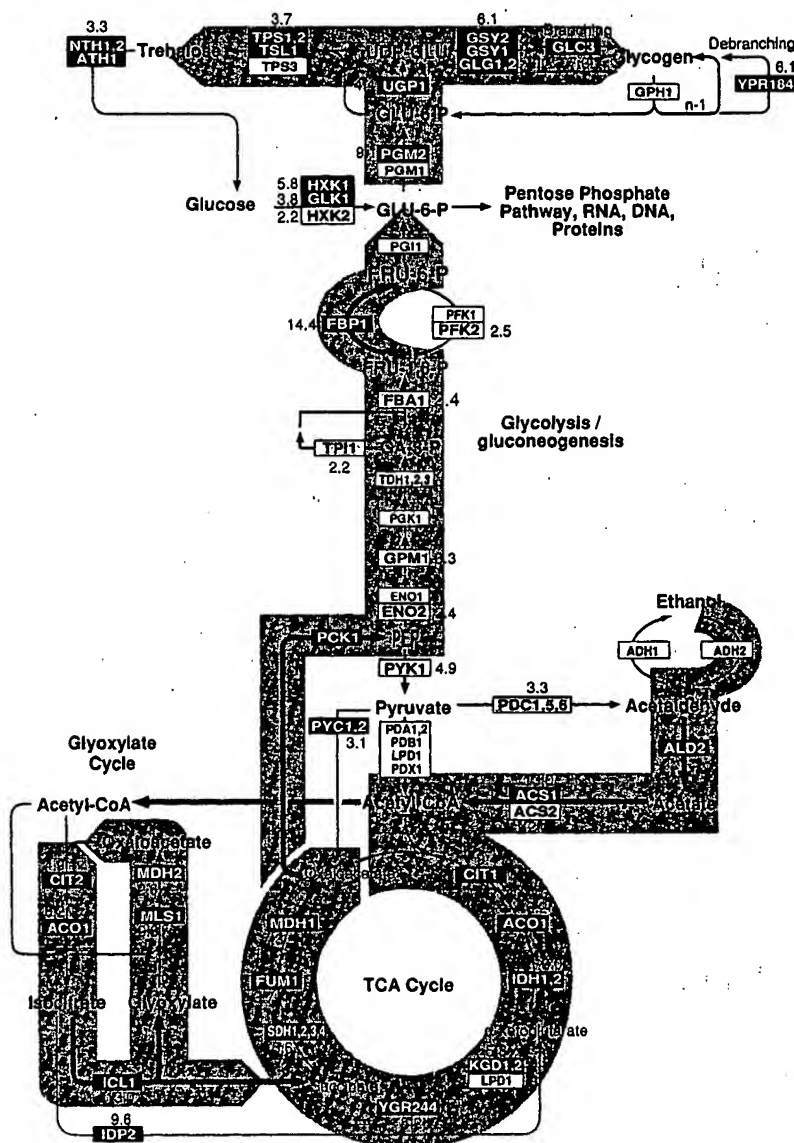 3.3
NTH1,2
ATH1
3.7
TPS1,2
TSL1
TPS3
6.1
GSY2
GSY1
GLG1,2
Branching
GLC3
Glycogen
Debranching
6.1
YPR184
GPH1
n-1
UGP1
PGM2
PGM1
Glucose
5.8 HXK1
3.8 GLK1
2.2 HXK2
GLU-6-P
Pentose Phosphate
Pathway, RNA, DNA,
Proteins
PGI1
FRU-6-P
14.4 FBP1
PFK1
PFK2 2.5
FBA1 .4
Glycolysis /
gluconeogenesis
TPI1
2.2
TDH1,2,3
PGK1
GPM1 .3
ENO1
ENO2 .4
PCK1 PEP
PYK1 4.9
Ethanol
ADH1 ADH2
Pyruvate
3.3
PDC1,5,6
Acetaldehyde
PYC1,2
3.1
PDA1,2
PDB1
LPD1
PDX1
ALD2
Glyoxylate
Cycle
Acetyl-CoA
Acetyl-CoA
ACS1
ACS2
Acetate
Oxaloacetate
CIT2
MDH2
CIT1
MLS1
ACO1
MDH1
ACO1
FUM1
TCA Cycle
IDH1,2
Isocitrate
Glyoxylate
SDH1,2,3,4
KGD1,2
LPD1
ICL1
YGR244
9.6
IDP2